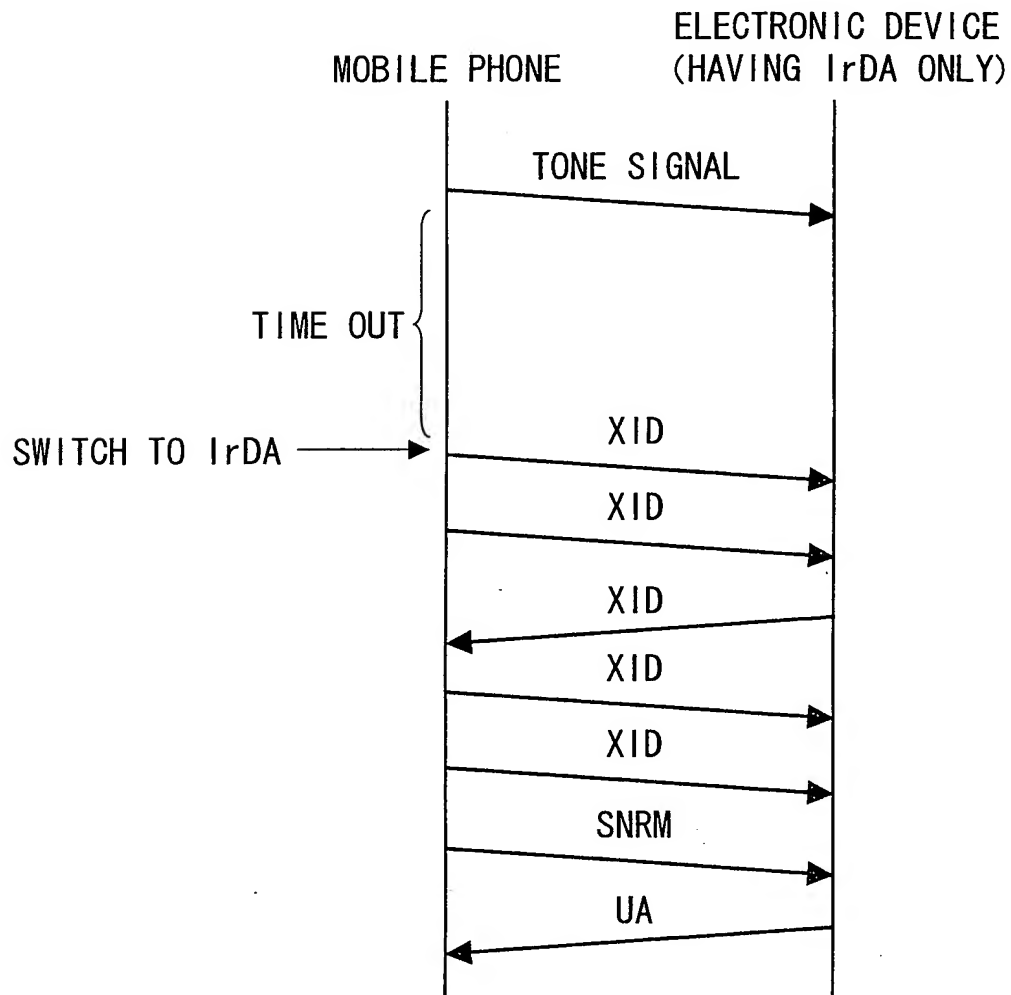 ELECTRONIC DEVICE
MOBILE PHONE (HAVING IrDA ONLY)
TONE SIGNAL
TIME OUT
XID
SWITCH TO IrDA
XID
XID
XID
XID
SNRM
UA